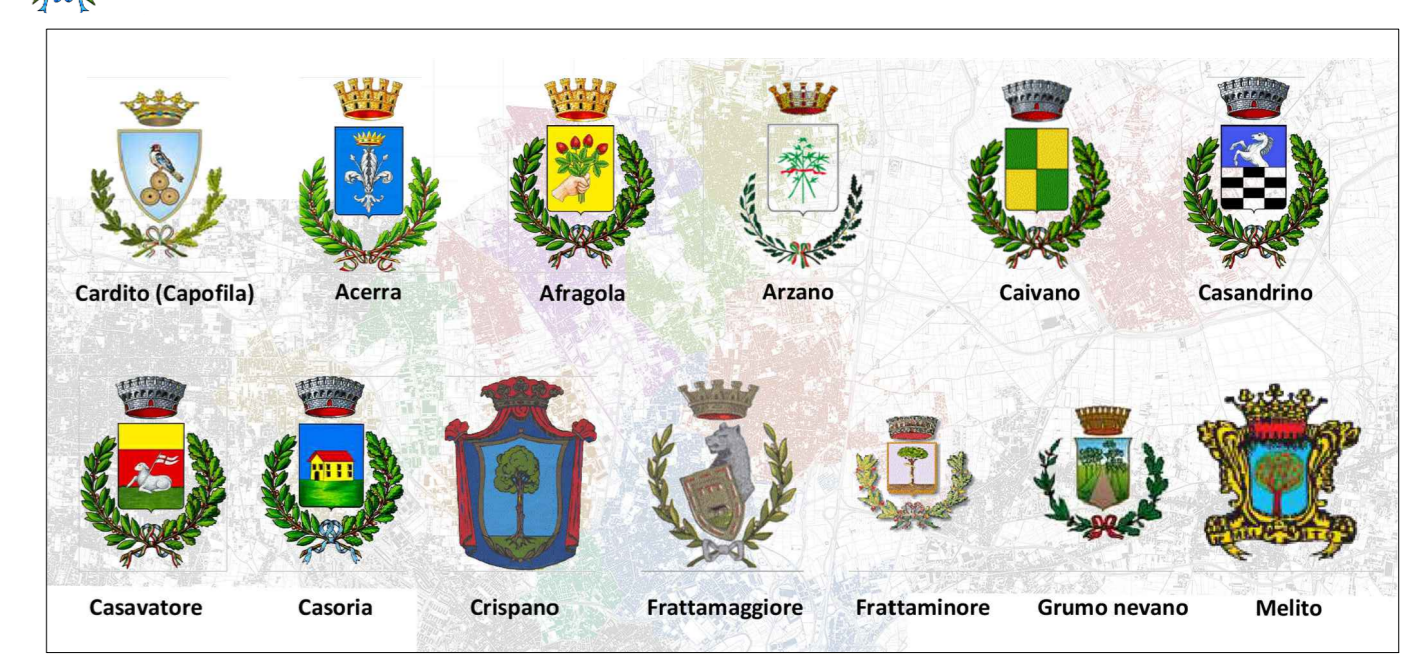 Cardito (Capofila)
Acerra
Afragola
Arzano
Caivano
Casandrino
Casavatore
Casoria
Crispano
Frattamaggiore
Frattaminore
Grumo nevano
Melito